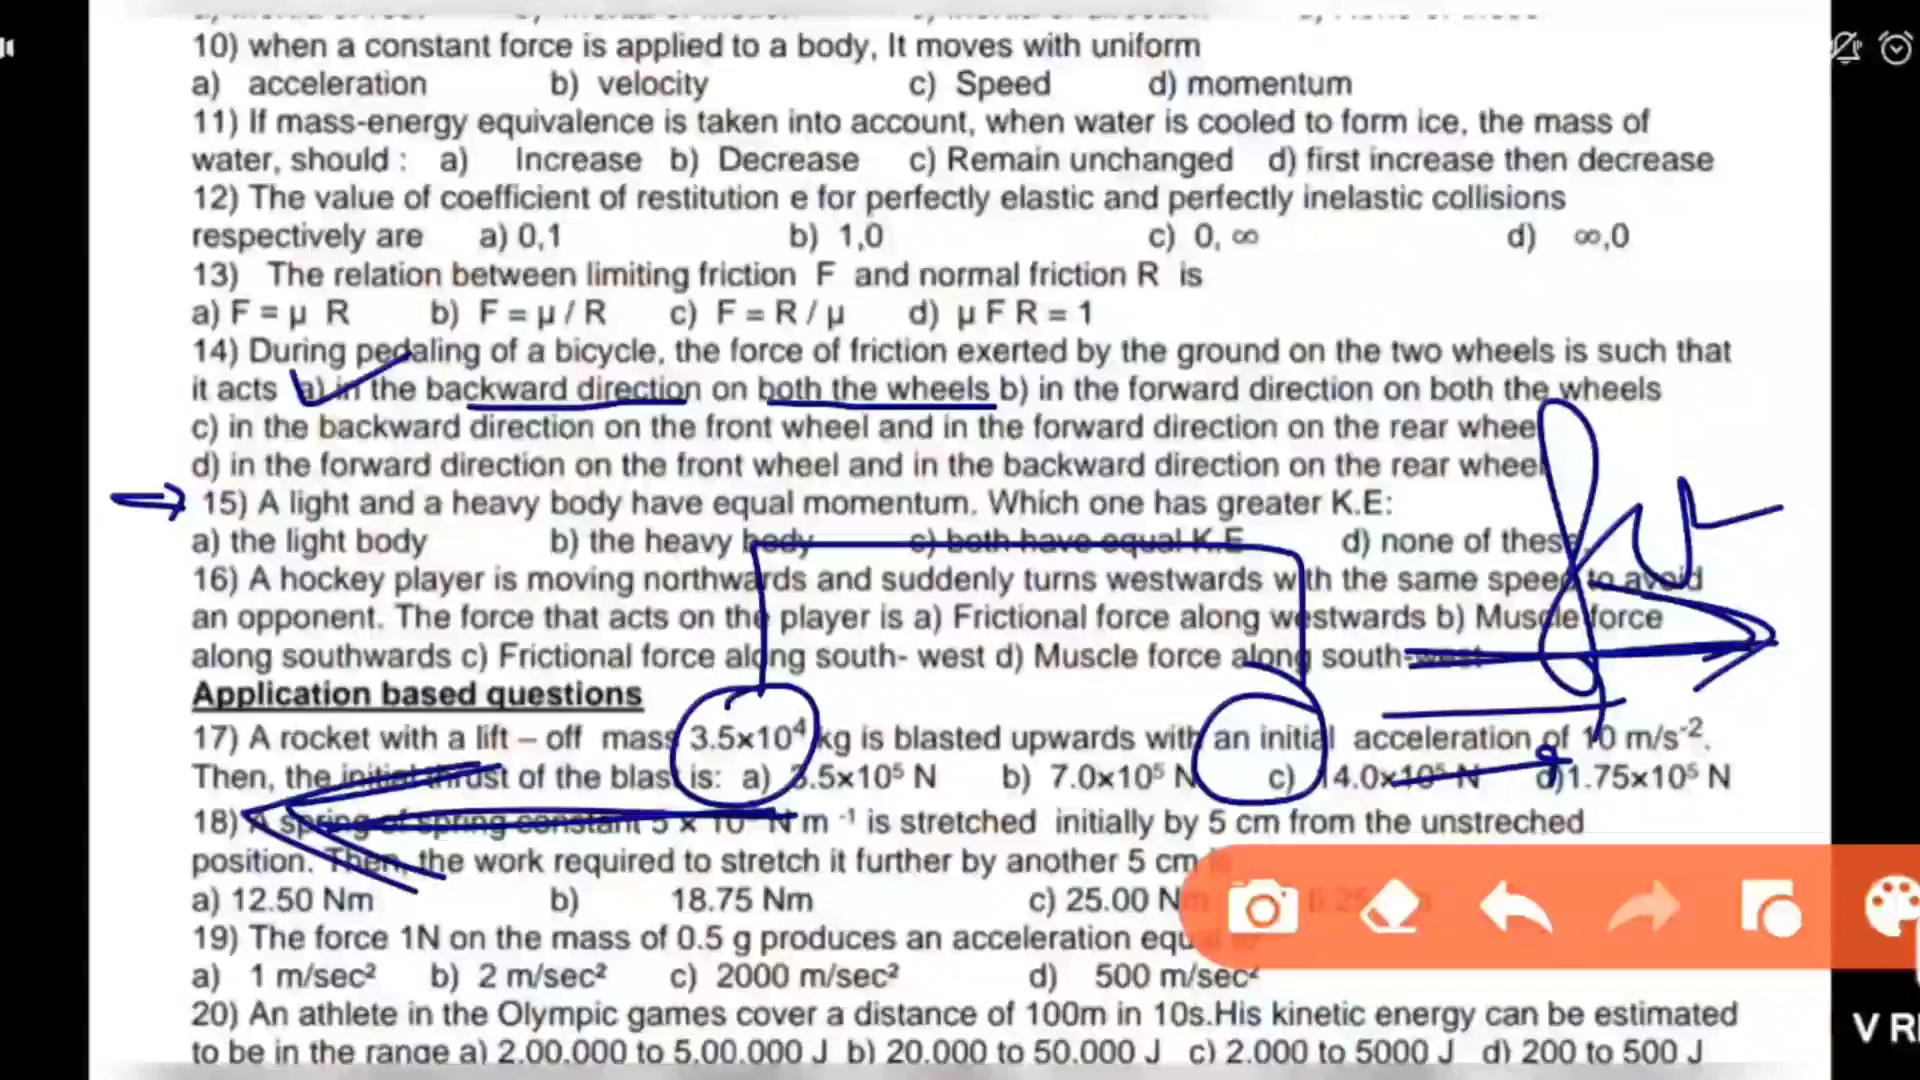 10) when a constant force is applied to a body, It moves with uniform
a) acceleration b) velocity c) Speed d) momentum
11) If mass-energy equivalence is taken into account, when water is cooled to form ice, the mass of
water, should : a) Increase b) Decrease c) Remain unchanged d) first increase then decrease
12) The value of coefficient of restitution e for perfectly elastic and perfectly inelastic collisions
respectively are a) 0,1 b) 1,0 c) 0, ∞ d) ∞,0
13) The relation between limiting friction F and normal friction R is
a) F = μ R b) F = μ / R c) F = R / μ d) μ F R = 1
14) During pedaling of a bicycle, the force of friction exerted by the ground on the two wheels is such that
it acts a) in the backward direction on both the wheels b) in the forward direction on both the wheels
c) in the backward direction on the front wheel and in the forward direction on the rear wheel
d) in the forward direction on the front wheel and in the backward direction on the rear wheel
15) A light and a heavy body have equal momentum. Which one has greater K.E:
a) the light body b) the heavy body c) both have equal K.E d) none of these
16) A hockey player is moving northwards and suddenly turns westwards with the same speed to avoid
an opponent. The force that acts on the player is a) Frictional force along westwards b) Muscle force
along southwards c) Frictional force along south- west d) Muscle force along south-west
Application based questions
17) A rocket with a lift – off mass 3.5x10⁴ kg is blasted upwards with an initial acceleration of 10 m/s⁻².
Then, the initial thrust of the blast is: a) 3.5x10⁵ N b) 7.0x10⁵ N c) 14.0x10⁵ N d)1.75x10⁵ N
18) A spring of spring constant 5 x 10 N m ⁻¹ is stretched initially by 5 cm from the unstreched
position. Then, the work required to stretch it further by another 5 cm is
a) 12.50 Nm b) 18.75 Nm c) 25.00 Nm
19) The force 1N on the mass of 0.5 g produces an acceleration equal
a) 1 m/sec² b) 2 m/sec² c) 2000 m/sec² d) 500 m/sec²
20) An athlete in the Olympic games cover a distance of 100m in 10s.His kinetic energy can be estimated
to be in the range a) 2,00,000 to 5,00,000 J b) 20,000 to 50,000 J c) 2,000 to 5000 J d) 200 to 500 J